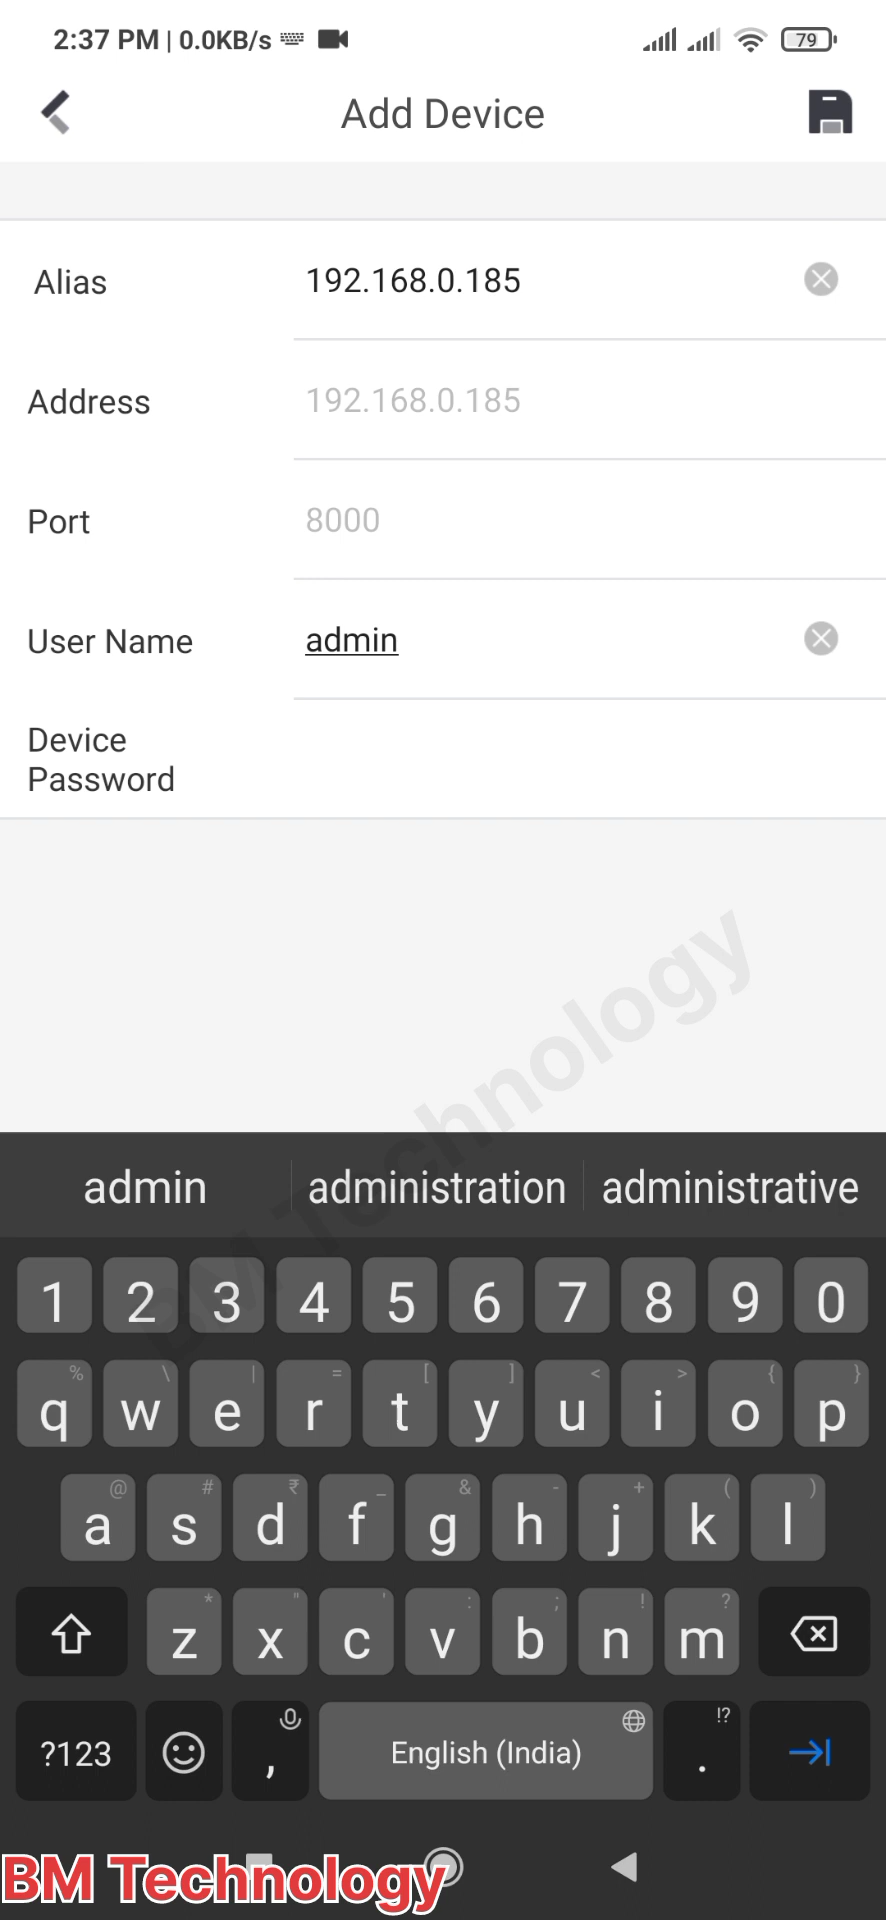 2:37 PM | 0.0KB/s
79
Add Device
Alias 192.168.0.185
Address 192.168.0.185
Port 8000
User Name admin
Device
Password
BM Technology
admin administration administrative
1 2 3 4 5 6 7 8 9 0
% \ | = [ ] < > { }
q w e r t y u i o p
@ # ₹ _ & - + ( )
a s d f g h j k l
* " ' : ; ! ?
z x c v b n m
!?
?123 , English (India) .
BM Technology